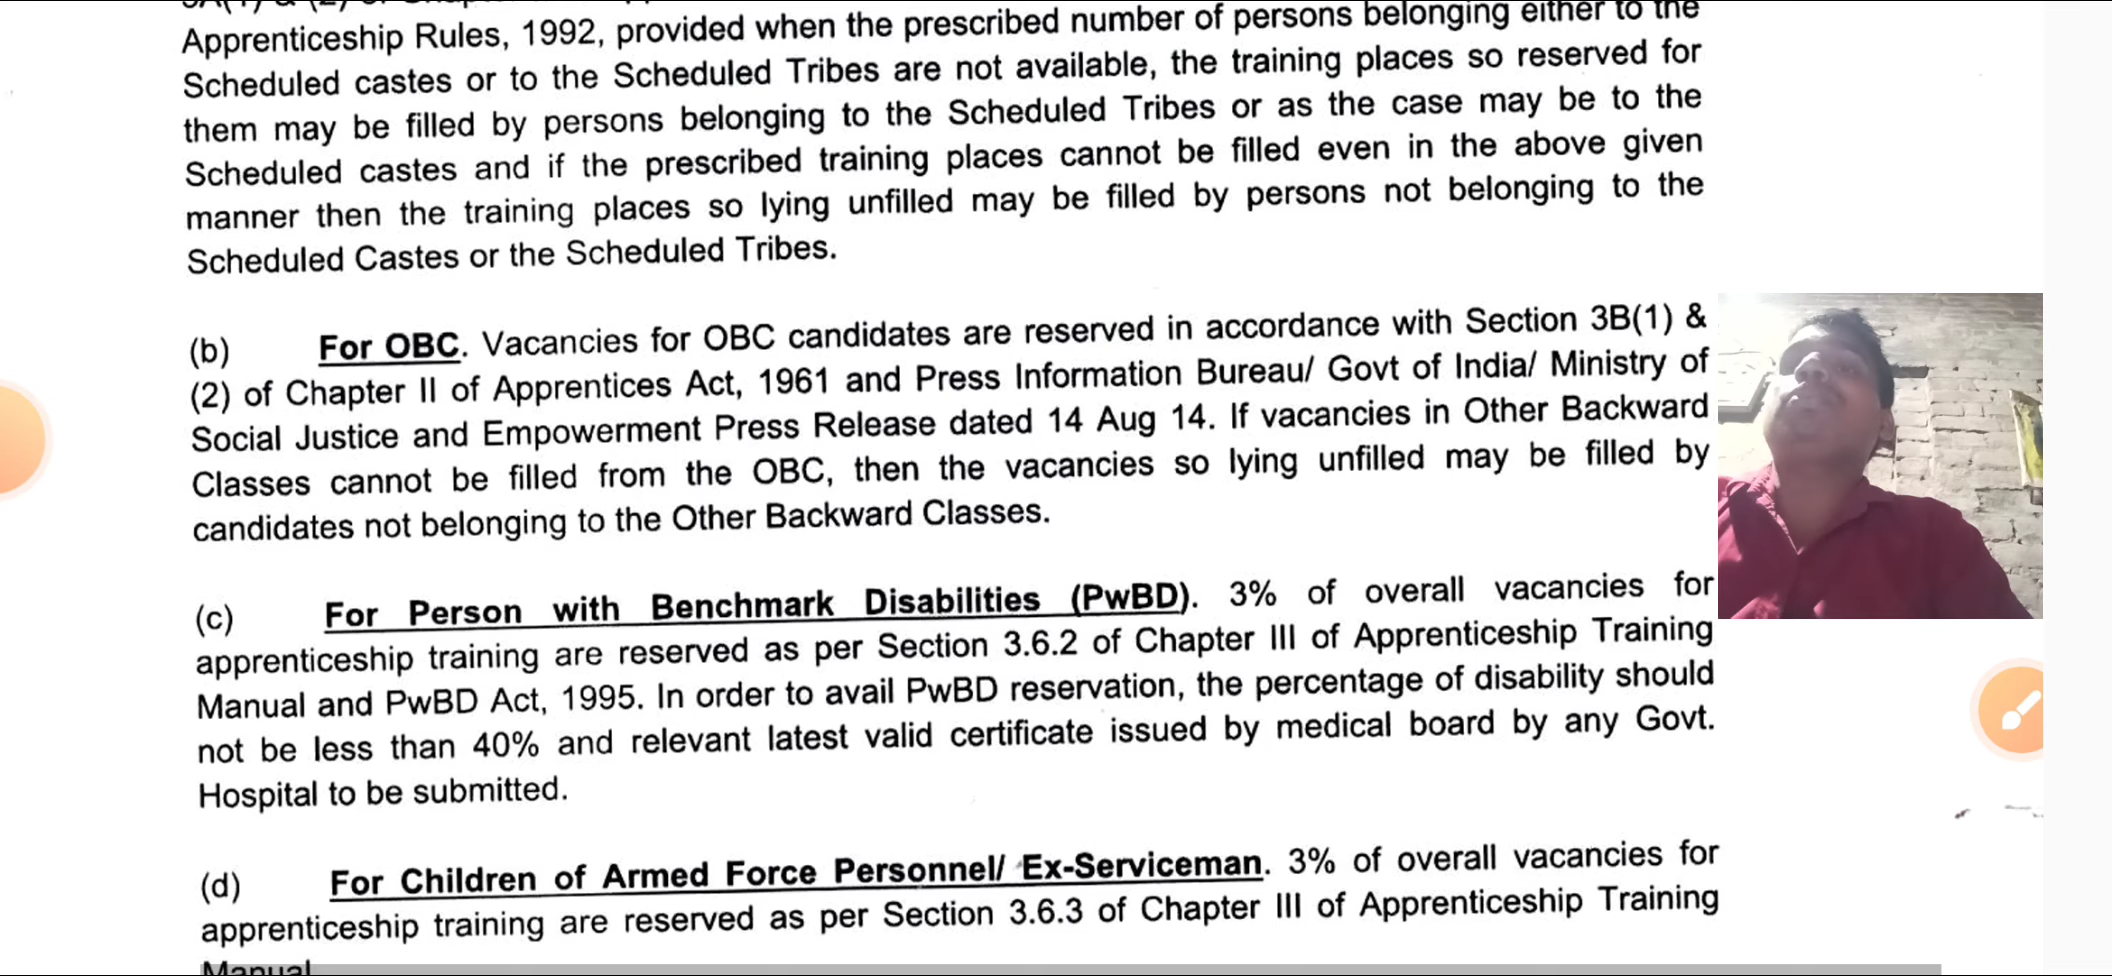 Apprenticeship Rules, 1992, provided when the prescribed number of persons belonging either to the
Scheduled castes or to the Scheduled Tribes are not available, the training places so reserved for
them may be filled by persons belonging to the Scheduled Tribes or as the case may be to the
Scheduled castes and if the prescribed training places cannot be filled even in the above given
manner then the training places so lying unfilled may be filled by persons not belonging to the
Scheduled Castes or the Scheduled Tribes.
(b) For OBC. Vacancies for OBC candidates are reserved in accordance with Section 3B(1) &
(2) of Chapter II of Apprentices Act, 1961 and Press Information Bureau/ Govt of India/ Ministry of
Social Justice and Empowerment Press Release dated 14 Aug 14. If vacancies in Other Backward
Classes cannot be filled from the OBC, then the vacancies so lying unfilled may be filled by
candidates not belonging to the Other Backward Classes.
(c) For Person with Benchmark Disabilities (PwBD). 3% of overall vacancies for
apprenticeship training are reserved as per Section 3.6.2 of Chapter III of Apprenticeship Training
Manual and PwBD Act, 1995. In order to avail PwBD reservation, the percentage of disability should
not be less than 40% and relevant latest valid certificate issued by medical board by any Govt.
Hospital to be submitted.
(d) For Children of Armed Force Personnel/ Ex-Serviceman. 3% of overall vacancies for
apprenticeship training are reserved as per Section 3.6.3 of Chapter III of Apprenticeship Training
Manual